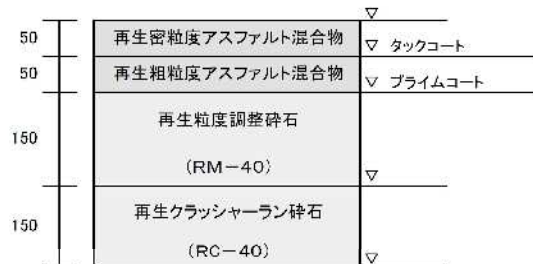 50 再生密粒度アスファルト混合物
タックコート
50 再生粗粒度アスファルト混合物
プライムコート
150 再生粒度調整砕石
(RM-40)
150 再生クラッシャーラン砕石
(RC-40)